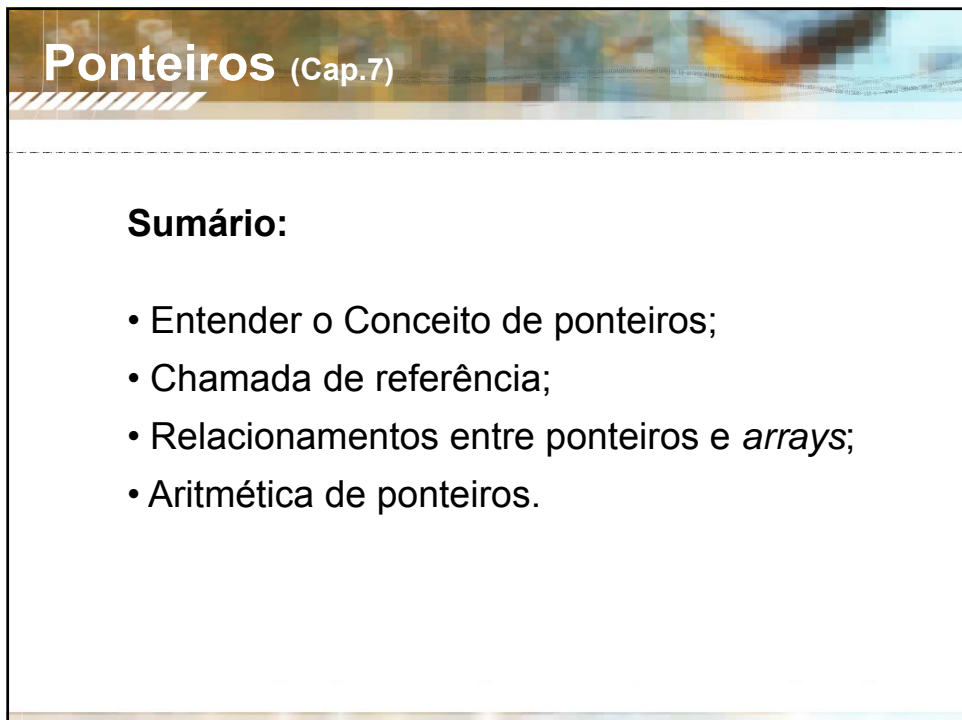 Ponteiros (Cap.7)
Sumário:
• Entender o Conceito de ponteiros;
• Chamada de referência;
• Relacionamentos entre ponteiros e arrays;
• Aritmética de ponteiros.